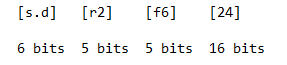 [s.d] [r2] [f6] [24]
6 bits 5 bits 5 bits 16 bits